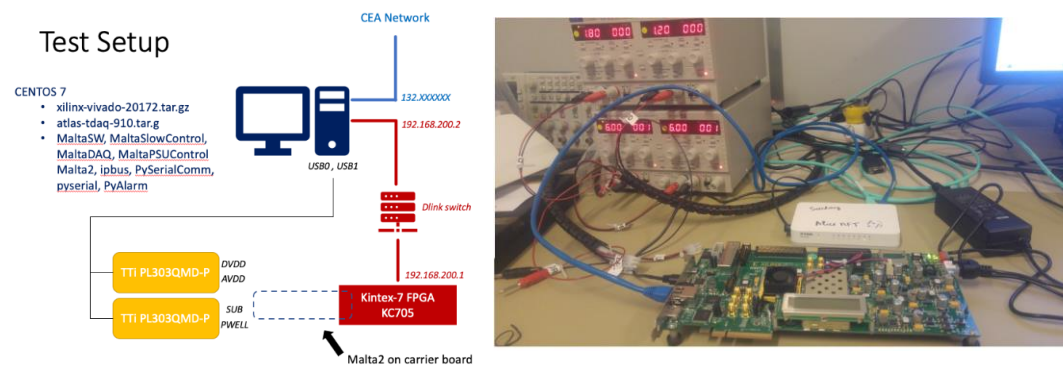 Test Setup
CENTOS 7
• xilinx-vivado-20172.tar.gz
• atlas-tdaq-910.tar.g
• MaltaSW, MaltaSlowControl,
MaltaDAQ, MaltaPSUControl
Malta2, ipbus, PySerialComm,
pyserial, PyAlarm
CEA Network
132.XXXXXX
192.168.200.2
USB0 , USB1
Dlink switch
192.168.200.1
TTi PL303QMD-P
DVDD
AVDD
TTi PL303QMD-P
SUB
PWELL
Kintex-7 FPGA
KC705
Malta2 on carrier board
1.80 0.00
1.20 0.00
6.00 0.01
6.00 0.01